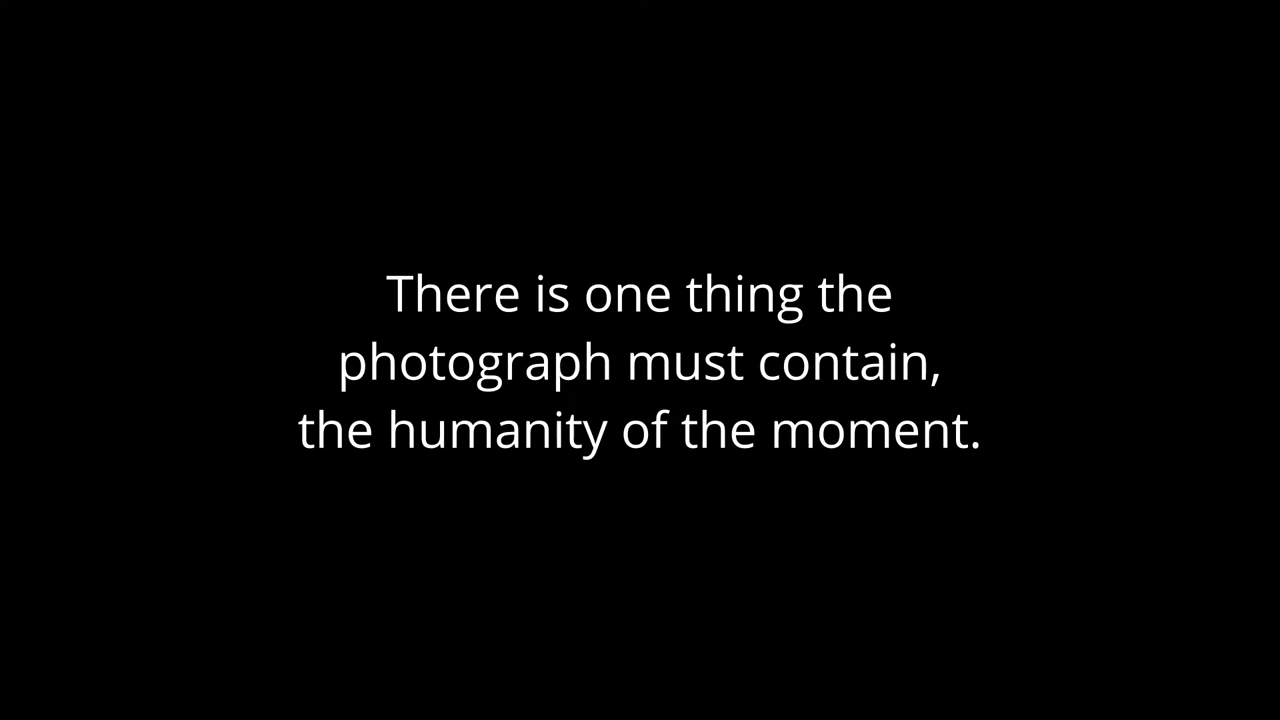 There is one thing the
photograph must contain,
the humanity of the moment.